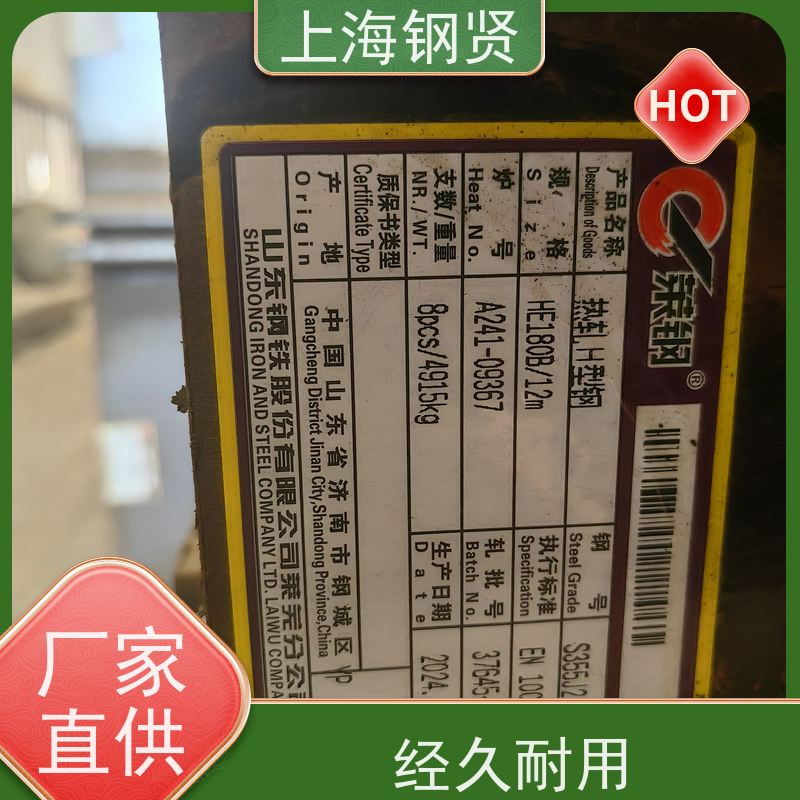 上海钢贤
HOT
莱钢®
产品名称
Description of Goods
热轧H型钢
钢 号
Steel Grade
S355J2
规 格
Size
HE180B/12m
执行标准
Specification
EN 100
炉 号
Heat No.
A241-09367
轧批号
Batch No.
37645-
支数/重量
NR./WT.
8pcs/4915kg
生产日期
Date
2024.
质保书类型
Certificate Type
产 地
Origin
中国山东省济南市钢城区
Gangcheng District Jinan City,Shandong Province,China
YP
山东钢铁股份有限公司莱芜分公司
SHANDONG IRON AND STEEL COMPANY LTD. LAIWU COMPA
厂家
直供
经久耐用